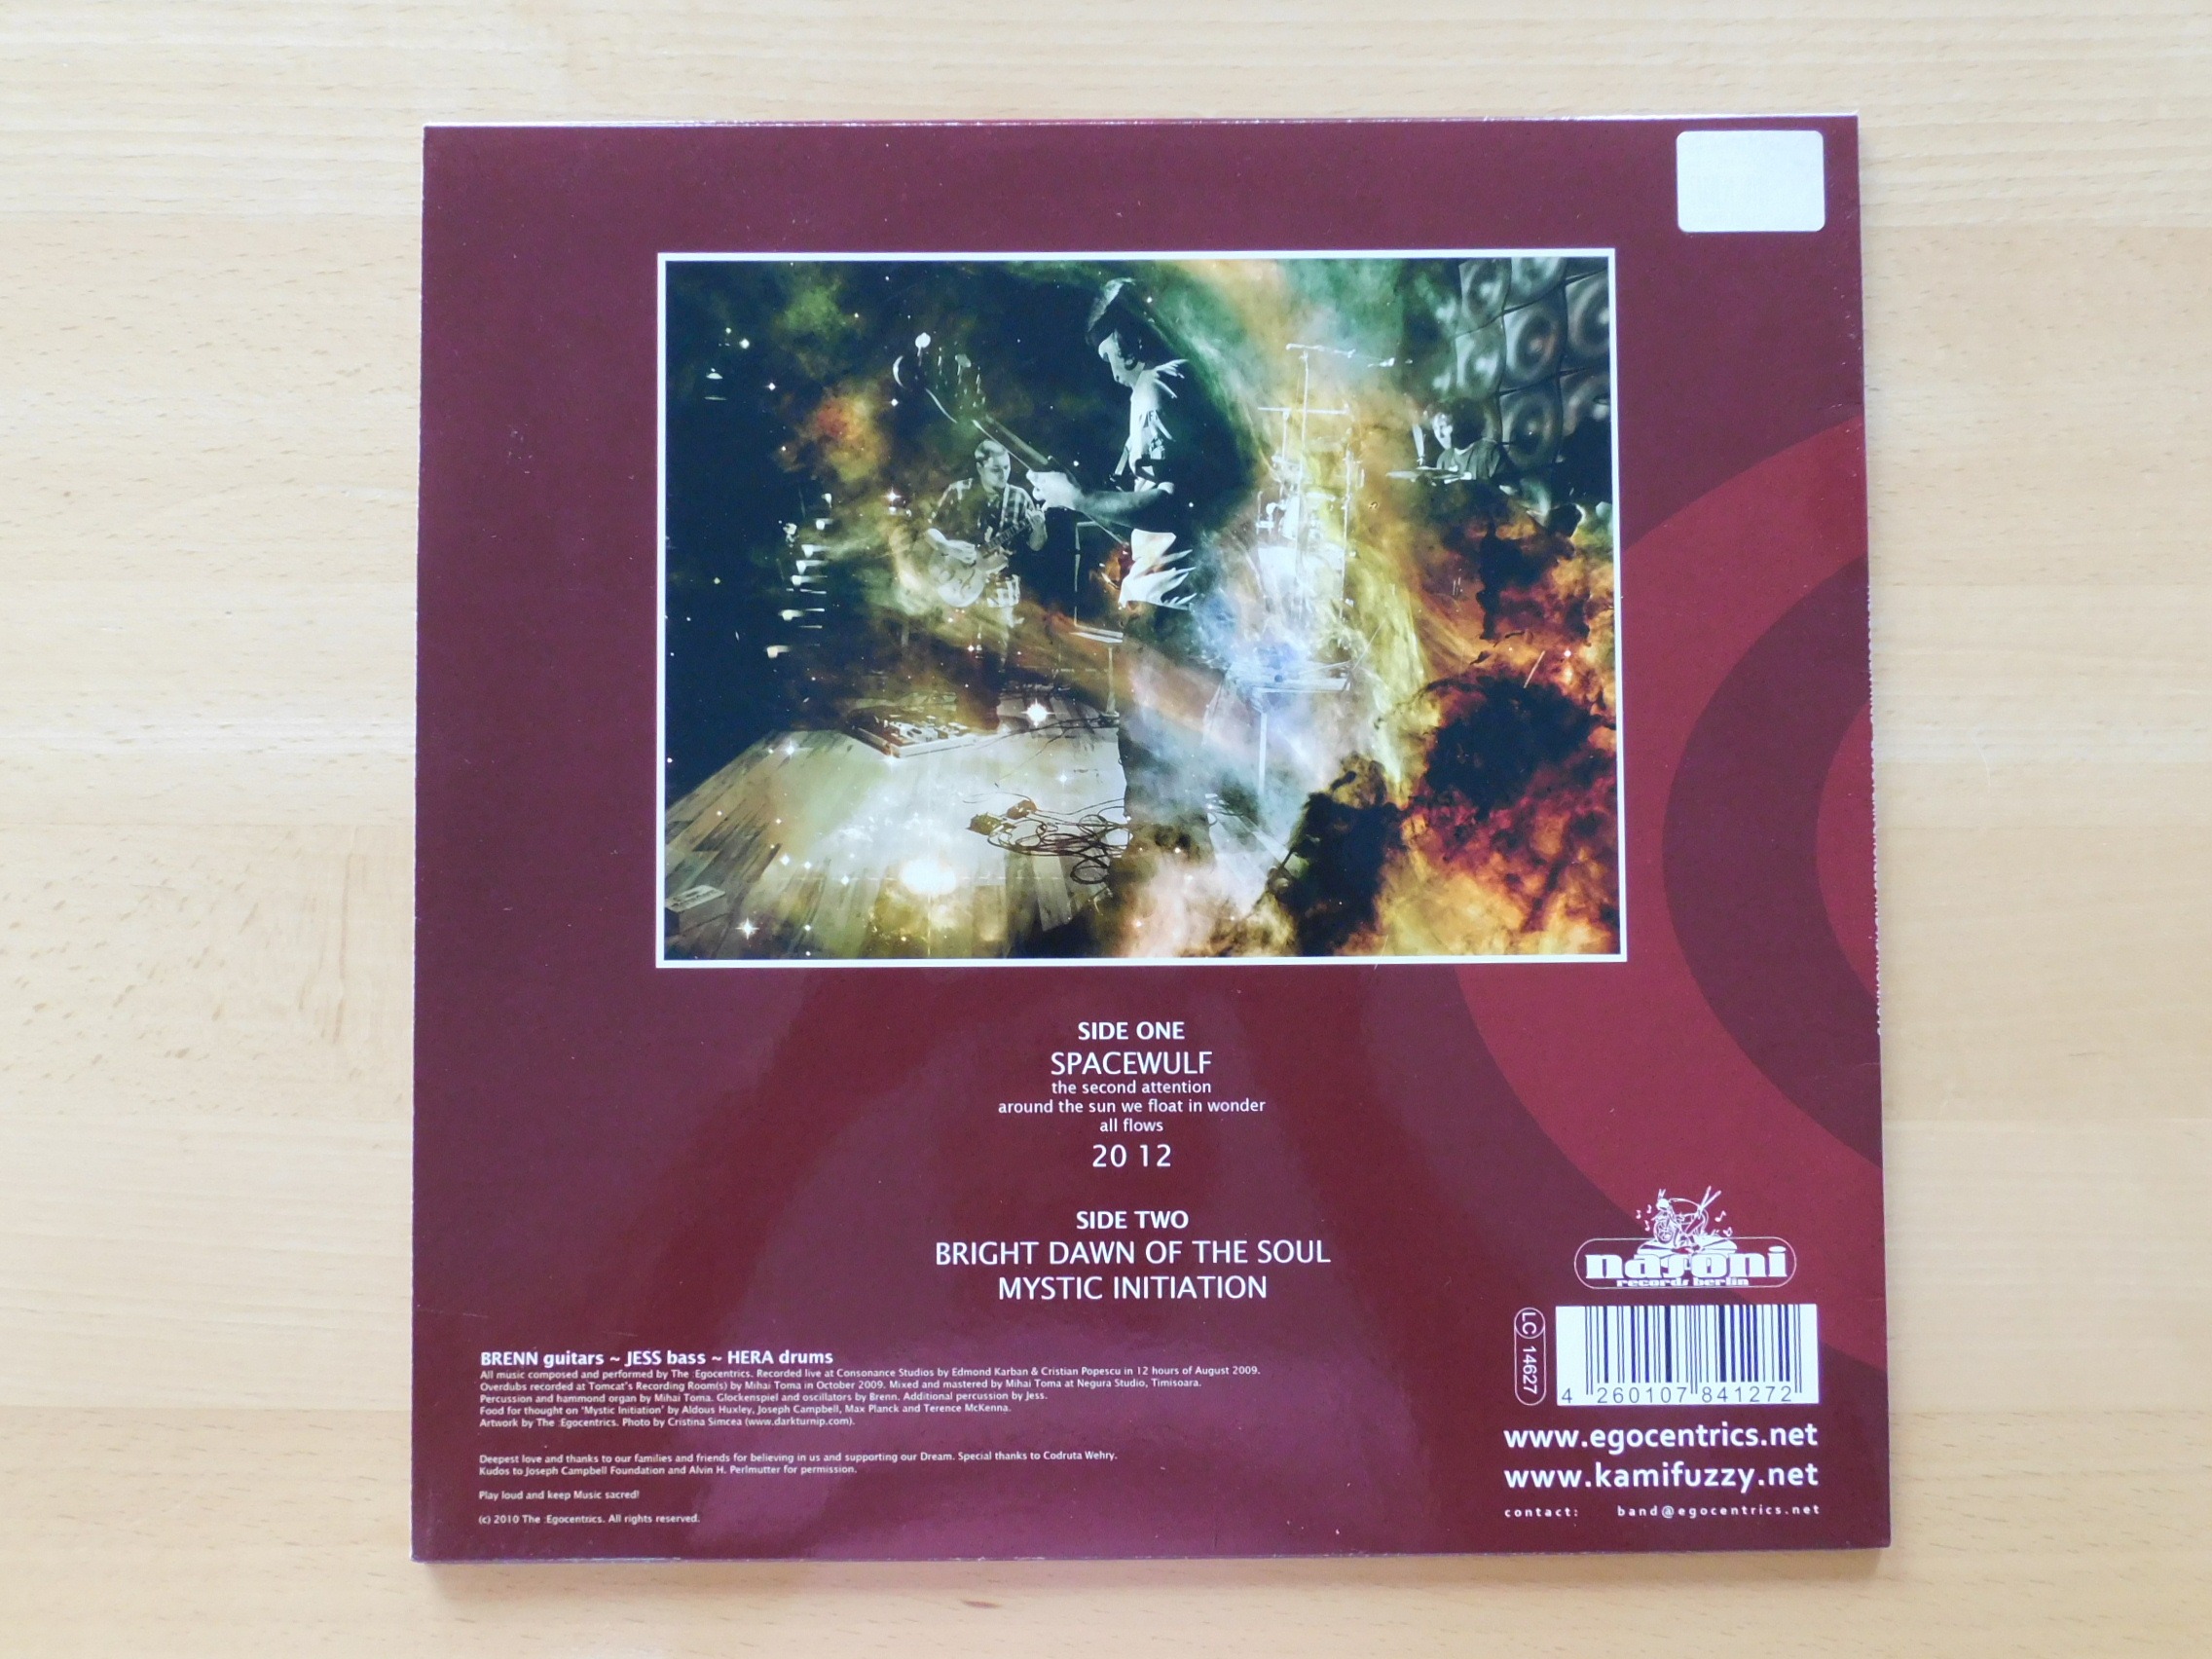 SIDE ONE
SPACEWULF
the second attention
around the sun we float in wonder
all flows
20 12
SIDE TWO
BRIGHT DAWN OF THE SOUL
MYSTIC INITIATION
nasoni
records berlin
LC 14627
4 260107 841272
www.egocentrics.net
www.kamifuzzy.net
contact: band@egocentrics.net
BRENN guitars ~ JESS bass ~ HERA drums
All music composed and performed by The :Egocentrics. Recorded live at Consonance Studios by Edmond Karban & Cristian Popescu in 12 hours of August 2009.
Overdubs recorded at Tomcat's Recording Room(s) by Mihai Toma in October 2009. Mixed and mastered by Mihai Toma at Negura Studio, Timisoara.
Percussion and hammond organ by Mihai Toma. Glockenspiel and oscillators by Brenn. Additional percussion by Jess.
Food for thought on 'Mystic Initiation' by Aldous Huxley, Joseph Campbell, Max Planck and Terence McKenna.
Artwork by The :Egocentrics. Photo by Cristina Simcea (www.darkturnip.com).
Deepest love and thanks to our families and friends for believing in us and supporting our Dream. Special thanks to Codruta Wehry.
Kudos to Joseph Campbell Foundation and Alvin H. Perlmutter for permission.
Play loud and keep Music sacred!
(c) 2010 The :Egocentrics. All rights reserved.